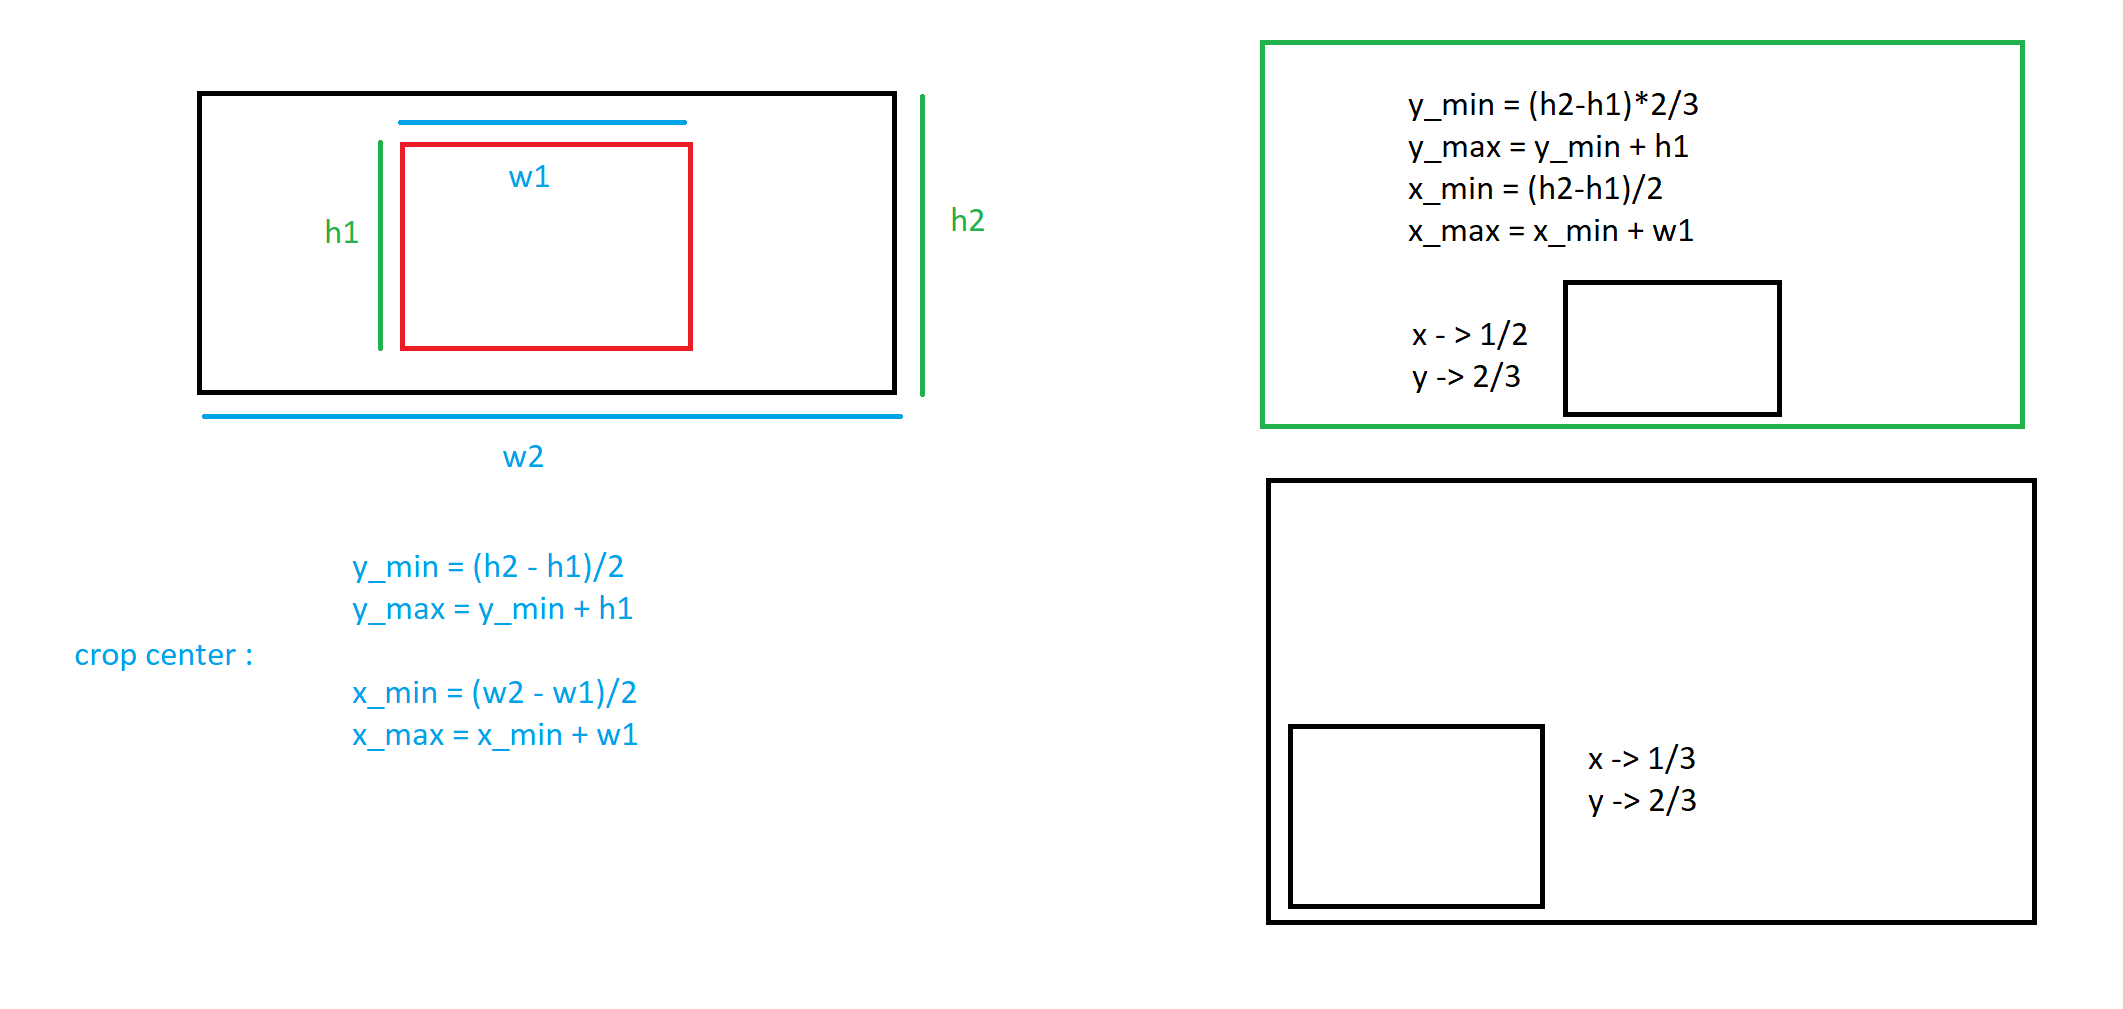 w1
h1
h2
w2
y_min = (h2 - h1)/2
y_max = y_min + h1
crop center :
x_min = (w2 - w1)/2
x_max = x_min + w1
y_min = (h2-h1)*2/3
y_max = y_min + h1
x_min = (h2-h1)/2
x_max = x_min + w1
x - > 1/2
y -> 2/3
x -> 1/3
y -> 2/3